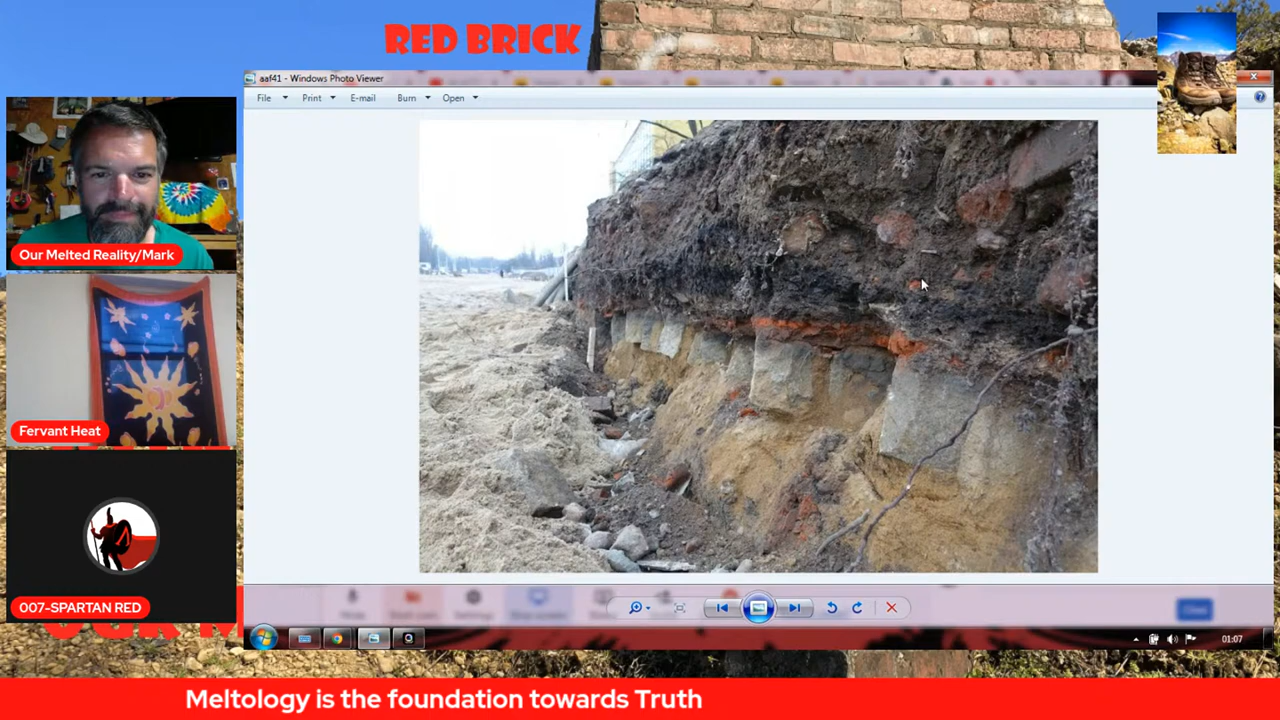 RED BRICK
aaf41 - Windows Photo Viewer
File Print E-mail Burn Open
Our Melted Reality/Mark
Fervant Heat
007-SPARTAN RED
01:07
Meltology is the foundation towards Truth